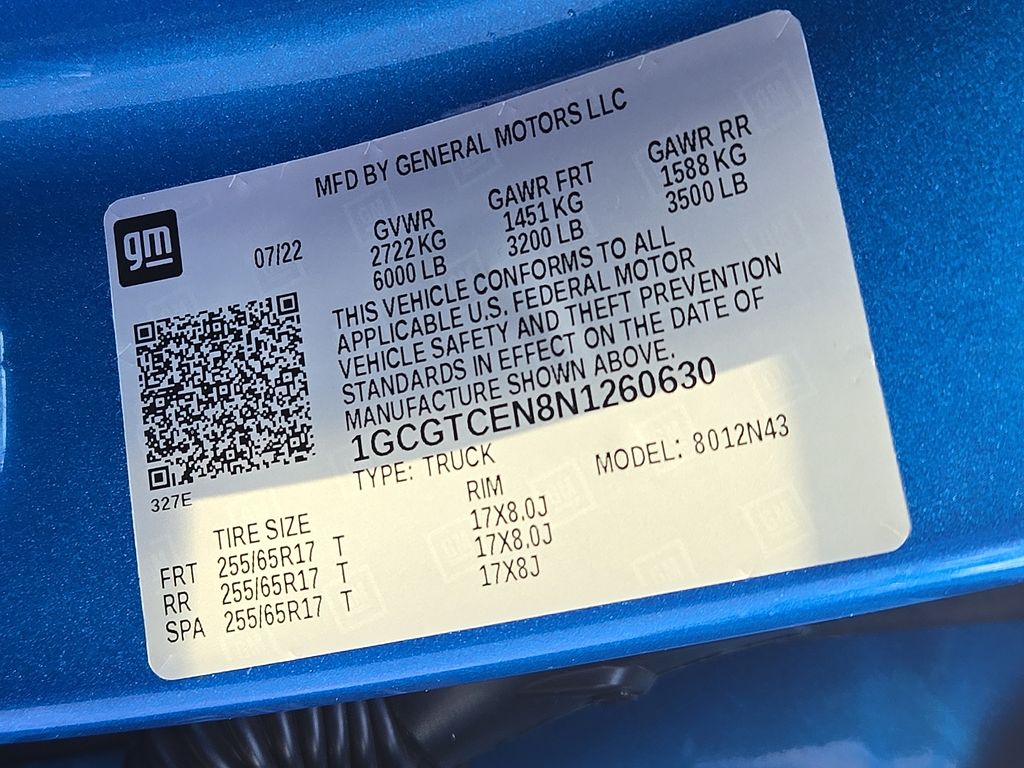 MFD BY GENERAL MOTORS LLC
gm
07/22
GVWR
2722 KG
6000 LB
GAWR FRT
1451 KG
3200 LB
GAWR RR
1588 KG
3500 LB
THIS VEHICLE CONFORMS TO ALL
APPLICABLE U.S. FEDERAL MOTOR
VEHICLE SAFETY AND THEFT PREVENTION
STANDARDS IN EFFECT ON THE DATE OF
MANUFACTURE SHOWN ABOVE.
1GCGTCEN8N1260630
327E
TYPE: TRUCK
MODEL: 8012N43
TIRE SIZE RIM
FRT 255/65R17 T 17X8.0J
RR 255/65R17 T 17X8.0J
SPA 255/65R17 T 17X8J